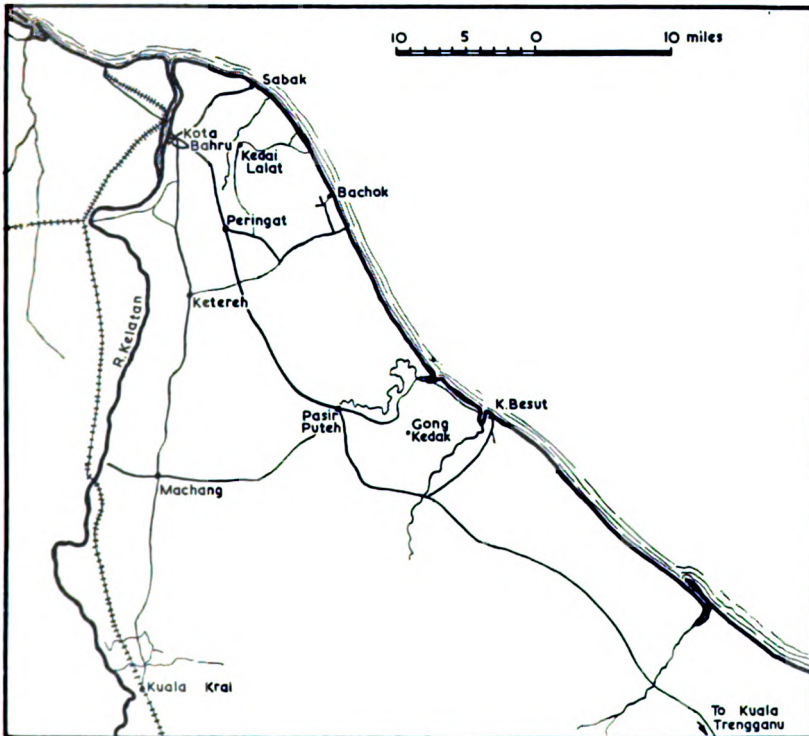 10 5 0 10 miles
Sabak
Kota
Bahru
Kedai
Lalat
Bachok
Peringat
Ketereh
R. Kelatan
K. Besut
Pasir
Puteh
Gong
Kedak
Machang
Kuala Krai
To Kuala
Trengganu